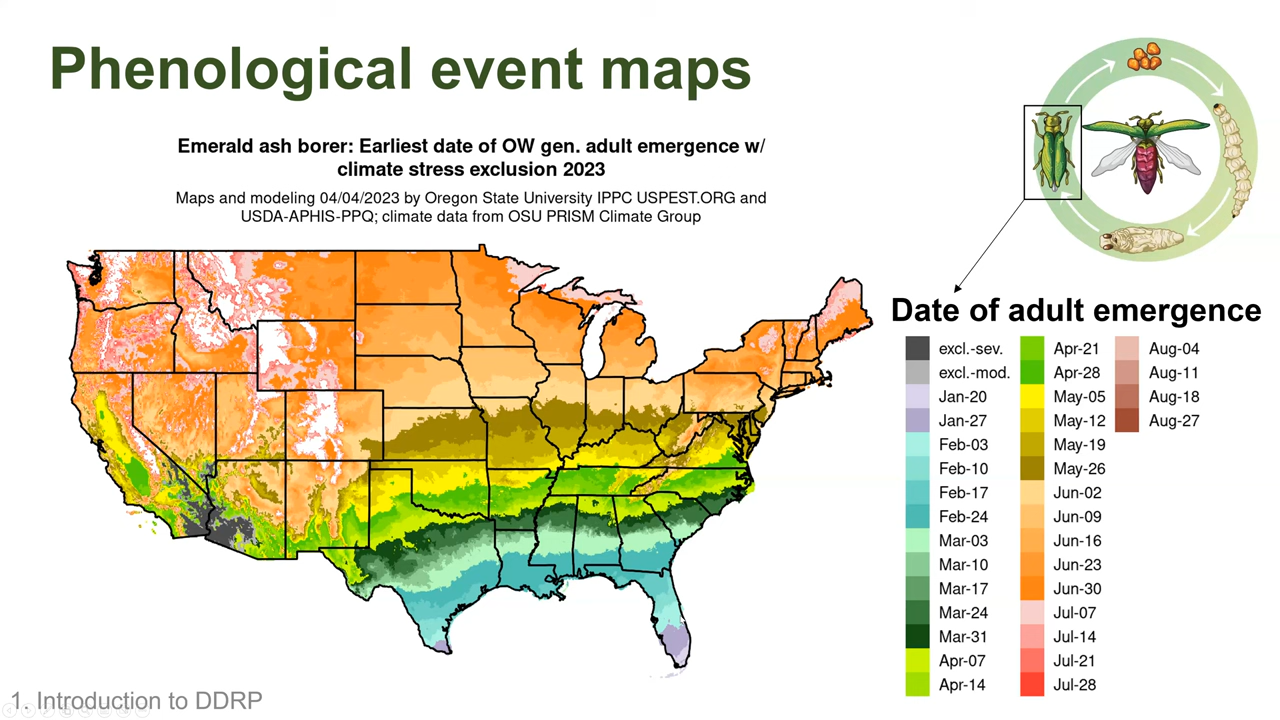 Phenological event maps
Emerald ash borer: Earliest date of OW gen. adult emergence w/
climate stress exclusion 2023
Maps and modeling 04/04/2023 by Oregon State University IPPC USPEST.ORG and
USDA-APHIS-PPQ; climate data from OSU PRISM Climate Group
Date of adult emergence
excl.-sev.
excl.-mod.
Jan-20
Jan-27
Feb-03
Feb-10
Feb-17
Feb-24
Mar-03
Mar-10
Mar-17
Mar-24
Mar-31
Apr-07
Apr-14
Apr-21
Apr-28
May-05
May-12
May-19
May-26
Jun-02
Jun-09
Jun-16
Jun-23
Jun-30
Jul-07
Jul-14
Jul-21
Jul-28
Aug-04
Aug-11
Aug-18
Aug-27
1. Introduction to DDRP